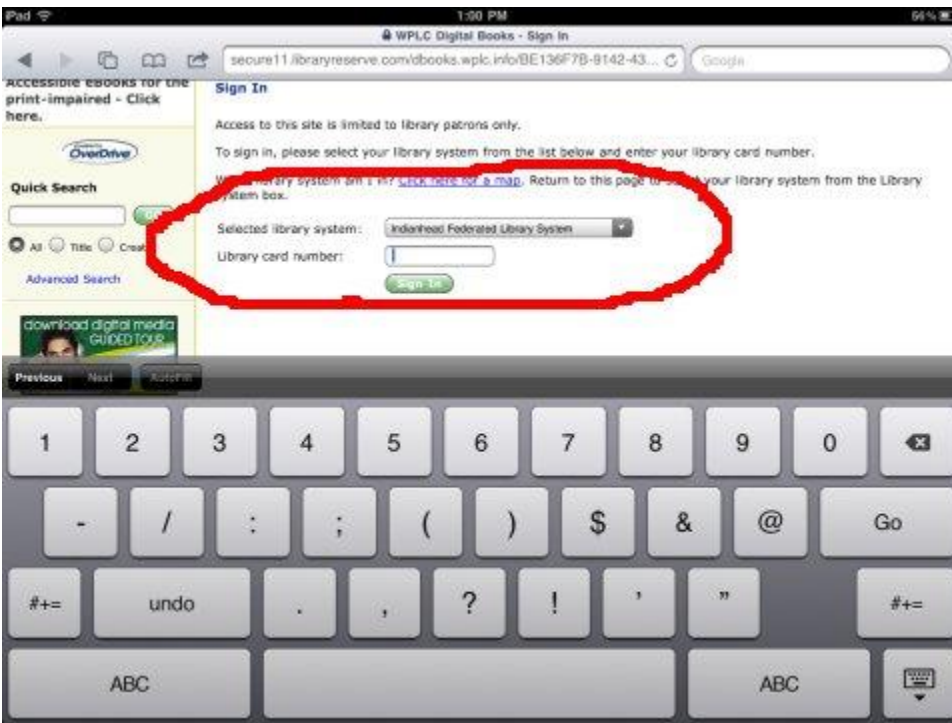 iPad 1:00 PM 66%
WPLC Digital Books - Sign In
secure11.libraryreserve.com/dbooks.wplc.info/BE136F7B-9142-43... Google
Accessible eBooks for the
print-impaired - Click
here.
OverDrive
Quick Search
All Title
Advanced Search
download digital media
GUIDED TOUR
Sign In
Access to this site is limited to library patrons only.
To sign in, please select your library system from the list below and enter your library card number.
library system am I in? Click here for a map. Return to this page to your library system from the Library
System box.
Selected library system: Indianhead Federated Library System
Library card number:
Sign In
Previous Next AutoFill
1 2 3 4 5 6 7 8 9 0
- / : ; ( ) $ & @ Go
#+= undo . , ? ! ' " #+=
ABC ABC